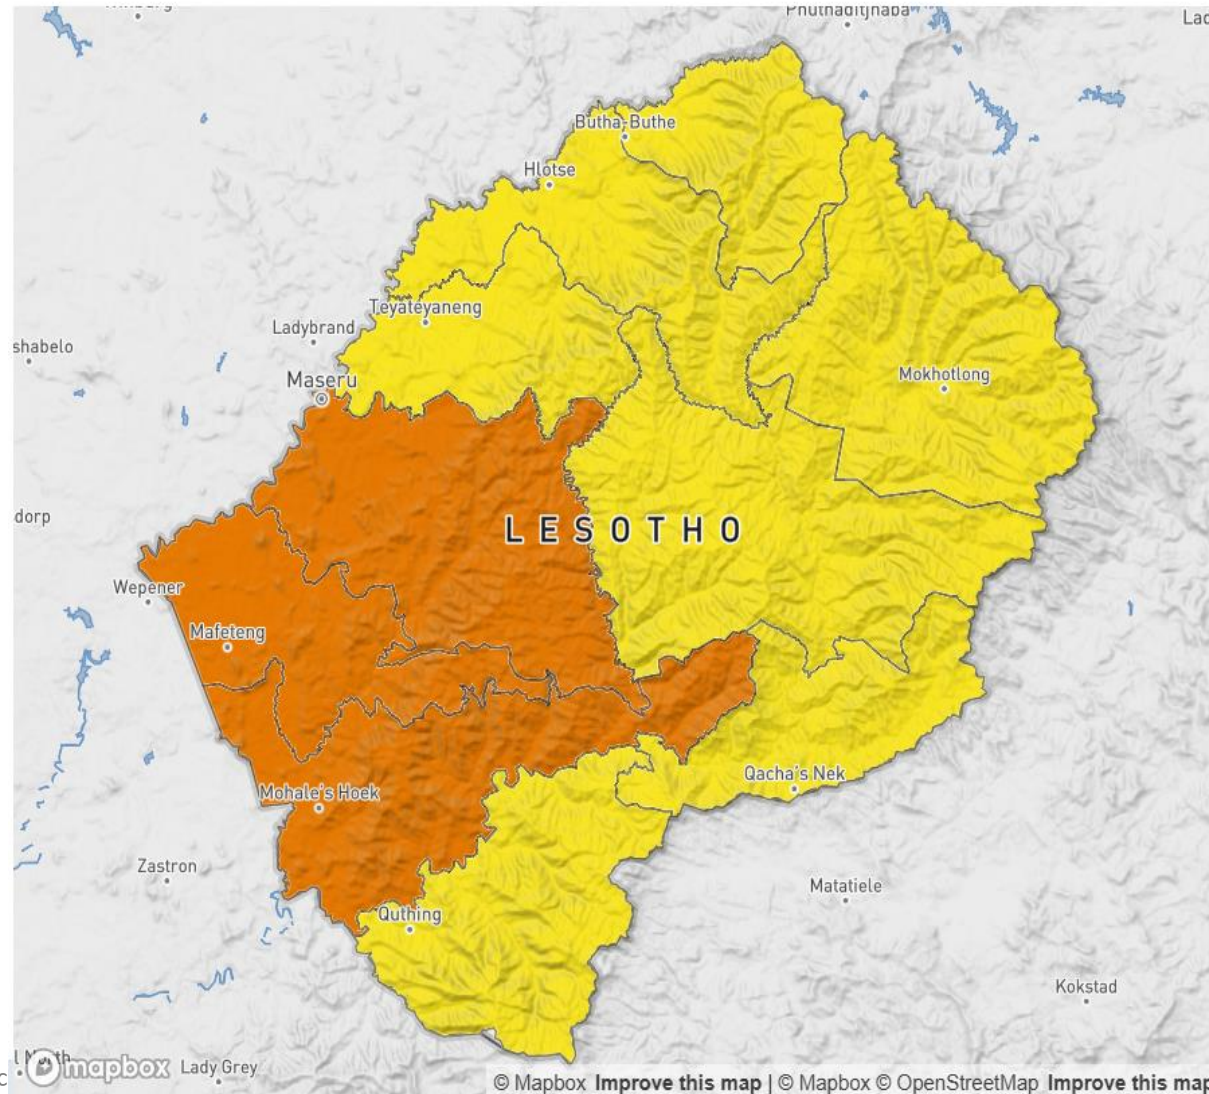 Phuthaditjhaba
Butha-Buthe
Hlotse
Teyateyaneng
Ladybrand
shabelo
Maseru
Mokhotlong
dorp
LESOTHO
Wepener
Mafeteng
Qacha's Nek
Mohale's Hoek
Zastron
Matatiele
Quthing
Kokstad
mapbox
Lady Grey
© Mapbox Improve this map | © Mapbox © OpenStreetMap Improve this map